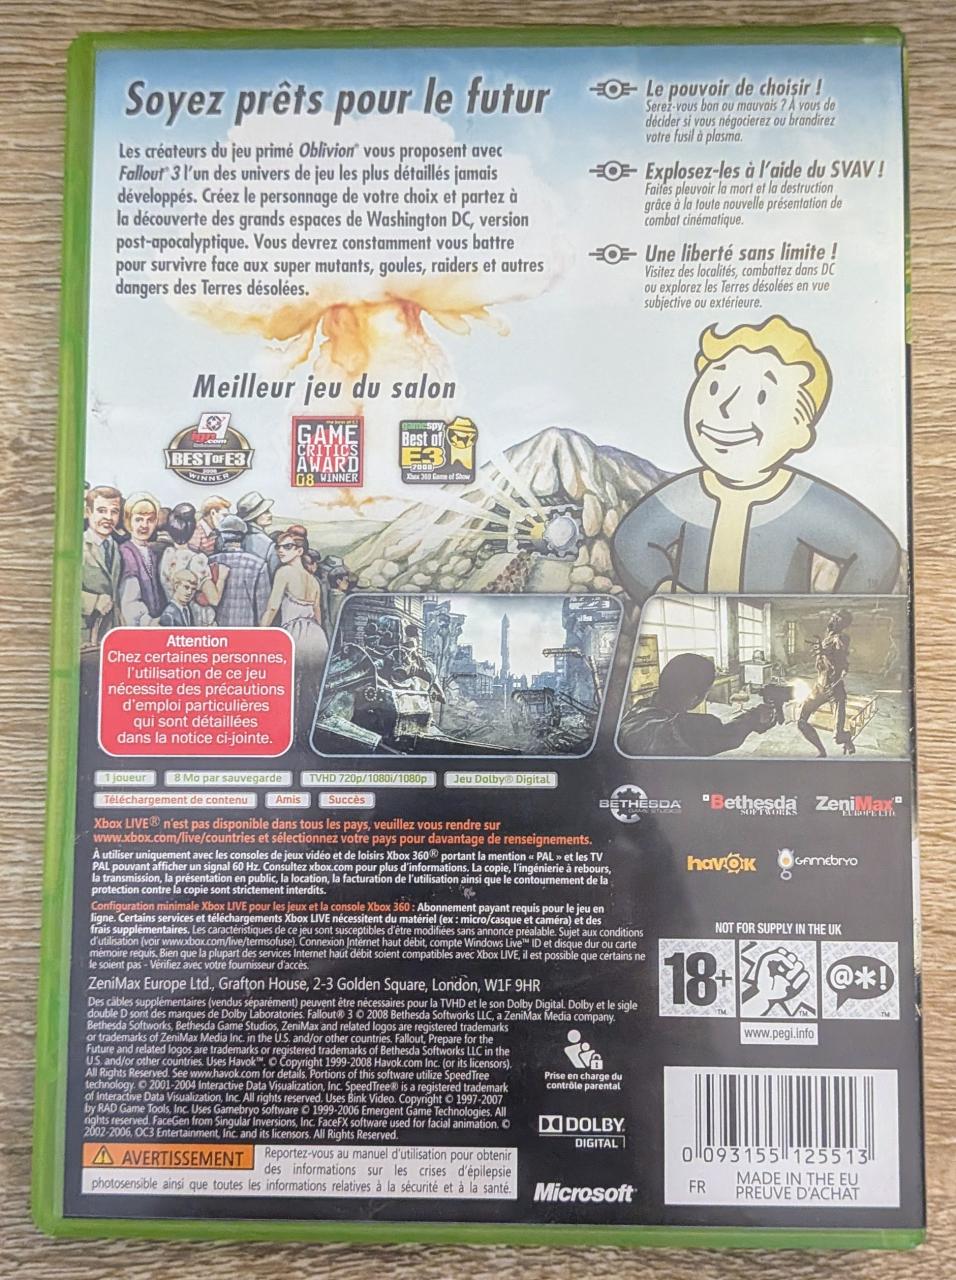 Soyez prêts pour le futur
Les créateurs du jeu primé Oblivion® vous proposent avec
Fallout® 3 l'un des univers de jeu les plus détaillés jamais
développés. Créez le personnage de votre choix et partez à
la découverte des grands espaces de Washington DC, version
post-apocalyptique. Vous devrez constamment vous battre
pour survivre face aux super mutants, goules, raiders et autres
dangers des Terres désolées.
Le pouvoir de choisir !
Serez-vous bon ou mauvais ? À vous de
décider si vous négocierez ou brandirez
votre fusil à plasma.
Explosez-les à l'aide du SVAV !
Faites pleuvoir la mort et la destruction
grâce à la toute nouvelle présentation de
combat cinématique.
Une liberté sans limite !
Visitez des localités, combattez dans DC
ou explorez les Terres désolées en vue
subjective ou extérieure.
Meilleur jeu du salon
ign.com
BEST OF E3
2008
WINNER
GAME
CRITICS
AWARD
08 WINNER
gamespy
Best of
E3
2008
Xbox 360 Game of Show
TM
Attention
Chez certaines personnes,
l'utilisation de ce jeu
nécessite des précautions
d'emploi particulières
qui sont détaillées
dans la notice ci-jointe.
1 joueur
8 Mo par sauvegarde
TVHD 720p/1080i/1080p
Jeu Dolby® Digital
Téléchargement de contenu
Amis
Succès
BETHESDA
GAME STUDIOS
Bethesda
SOFTWORKS
ZeniMax
EUROPE LTD.
havok
GAMEBRYO
Xbox LIVE® n'est pas disponible dans tous les pays, veuillez vous rendre sur
www.xbox.com/live/countries et sélectionnez votre pays pour davantage de renseignements.
À utiliser uniquement avec les consoles de jeux vidéo et de loisirs Xbox 360® portant la mention « PAL » et les TV
PAL pouvant afficher un signal 60 Hz. Consultez xbox.com pour plus d'informations. La copie, l'ingénierie à rebours,
la transmission, la présentation en public, la location, la facturation de l'utilisation ainsi que le contournement de la
protection contre la copie sont strictement interdits.
Configuration minimale Xbox LIVE pour les jeux et la console Xbox 360 : Abonnement payant requis pour le jeu en
ligne. Certains services et téléchargements Xbox LIVE nécessitent du matériel (ex : micro/casque et caméra) et des
frais supplémentaires. Les caractéristiques de ce jeu sont susceptibles d'être modifiées sans annonce préalable. Sujet aux conditions
d'utilisation (voir www.xbox.com/live/termsofuse). Connexion Internet haut débit, compte Windows Live™ ID et disque dur ou carte
mémoire requis. Bien que la plupart des services Internet haut débit soient compatibles avec Xbox LIVE, il est possible que certains ne
le soient pas - Vérifiez avec votre fournisseur d'accès.
ZeniMax Europe Ltd., Grafton House, 2-3 Golden Square, London, W1F 9HR
Des câbles supplémentaires (vendus séparément) peuvent être nécessaires pour la TVHD et le son Dolby Digital. Dolby et le sigle
double D sont des marques de Dolby Laboratories. Fallout® 3 © 2008 Bethesda Softworks LLC, a ZeniMax Media company.
Bethesda Softworks, Bethesda Game Studios, ZeniMax and related logos are registered trademarks
or trademarks of ZeniMax Media Inc. in the U.S. and/or other countries. Fallout, Prepare for the
Future and related logos are trademarks or registered trademarks of Bethesda Softworks LLC in the
U.S. and/or other countries. Uses Havok™. © Copyright 1999-2008 Havok.com Inc. (or its licensors).
All Rights Reserved. See www.havok.com for details. Portions of this software utilize SpeedTree
technology. © 2001-2004 Interactive Data Visualization, Inc. SpeedTree® is a registered trademark
of Interactive Data Visualization, Inc. All rights reserved. Uses Bink Video. Copyright © 1997-2007
by RAD Game Tools, Inc. Uses Gamebryo software © 1999-2006 Emergent Game Technologies. All
rights reserved. FaceGen from Singular Inversions, Inc. FaceFX software used for facial animation. ©
2002-2006, OC3 Entertainment, Inc. and its licensors. All Rights Reserved.
AVERTISSEMENT
Reportez-vous au manuel d'utilisation pour obtenir
des informations sur les crises d'épilepsie
photosensible ainsi que toutes les informations relatives à la sécurité et à la santé.
Prise en charge du
contrôle parental
DOLBY
DIGITAL
Microsoft®
NOT FOR SUPPLY IN THE UK
18+
@*!
www.pegi.info
0 093155 125513
FR
MADE IN THE EU
PREUVE D'ACHAT